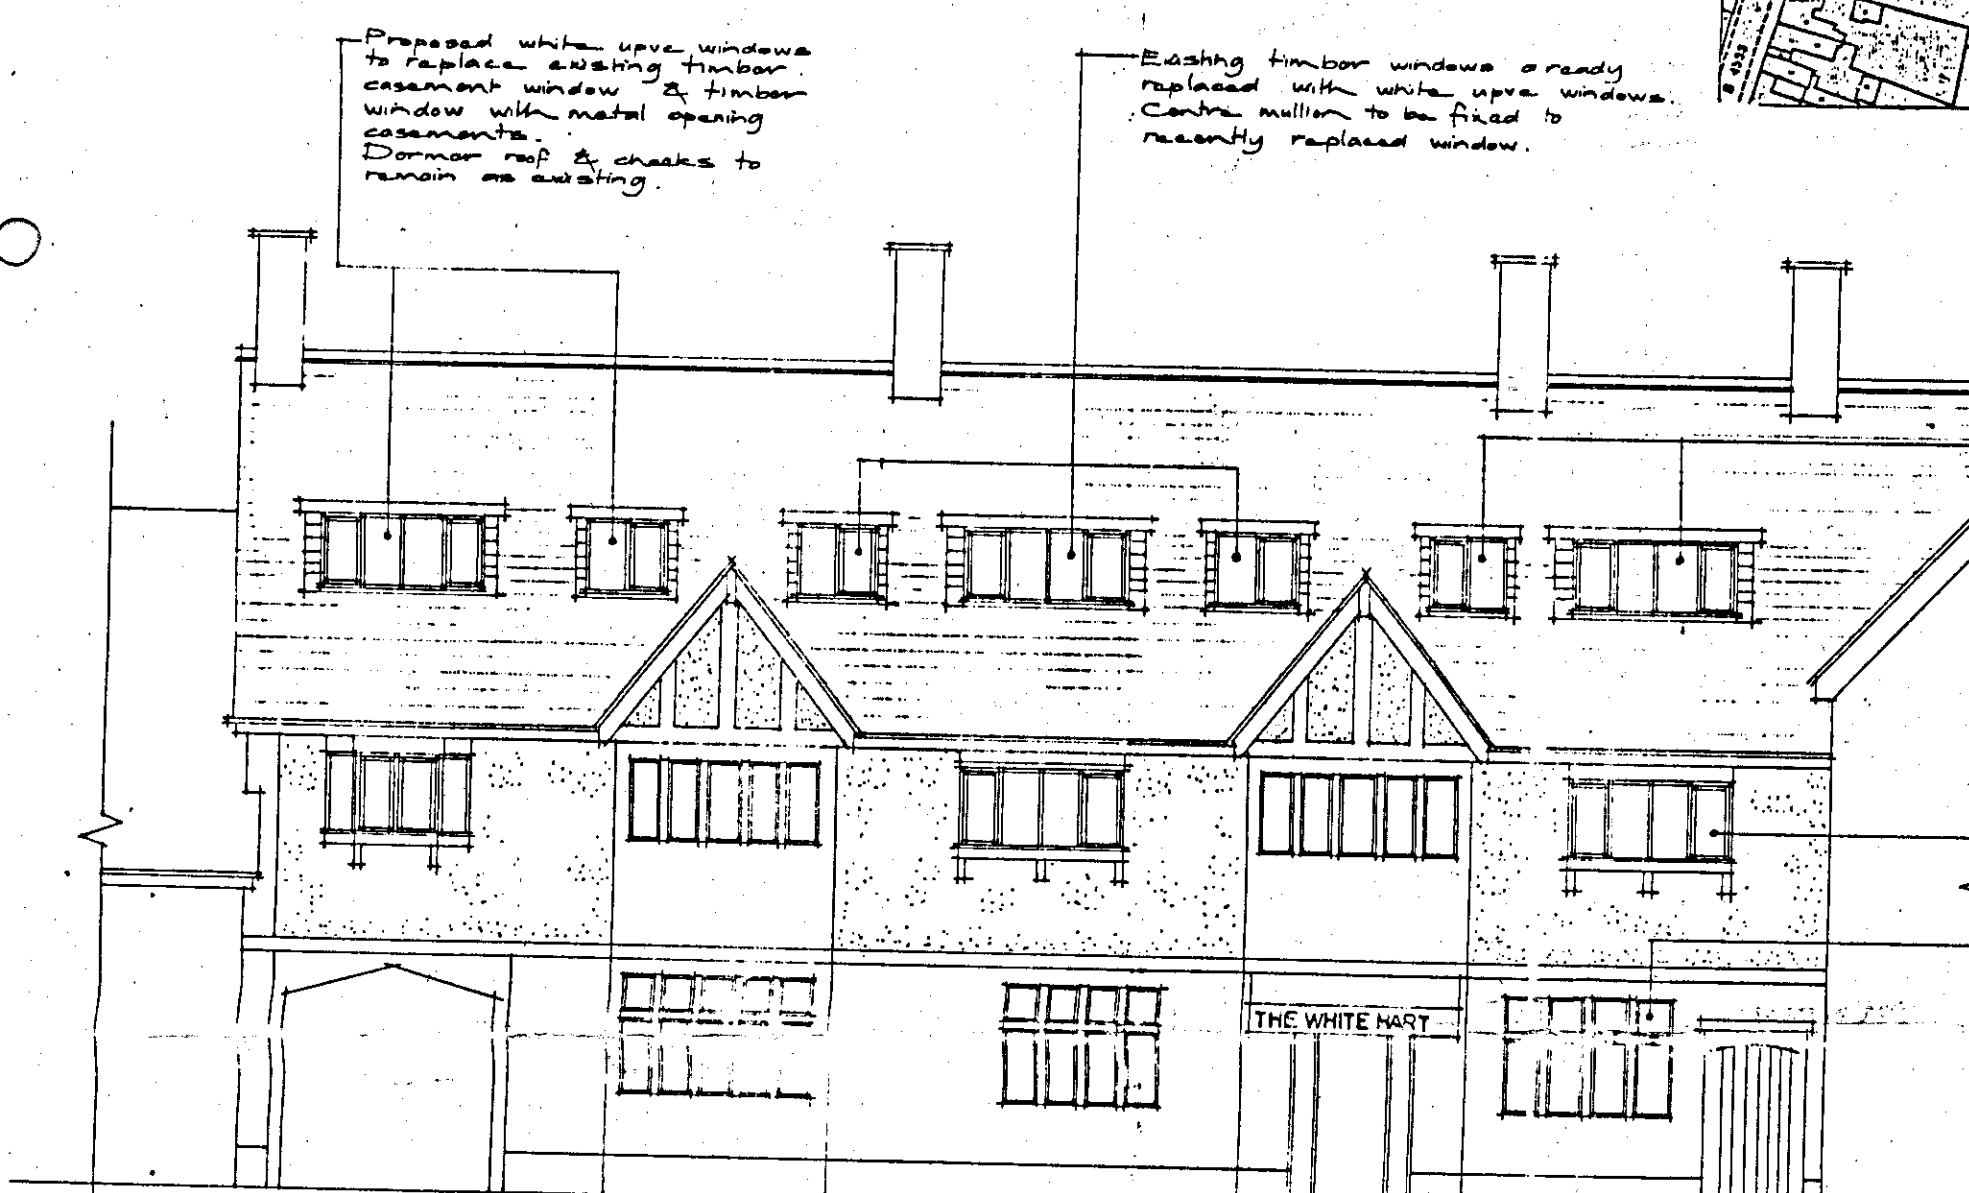 Proposed white upvc windows
to replace existing timber
casement window & timber
window with metal opening
casements.
Dormer roof & cheeks to
remain as existing.
Existing timber windows aready
replaced with white upvc windows.
Centre mullion to be fixed to
recently replaced window.
B 4333
THE WHITE HART